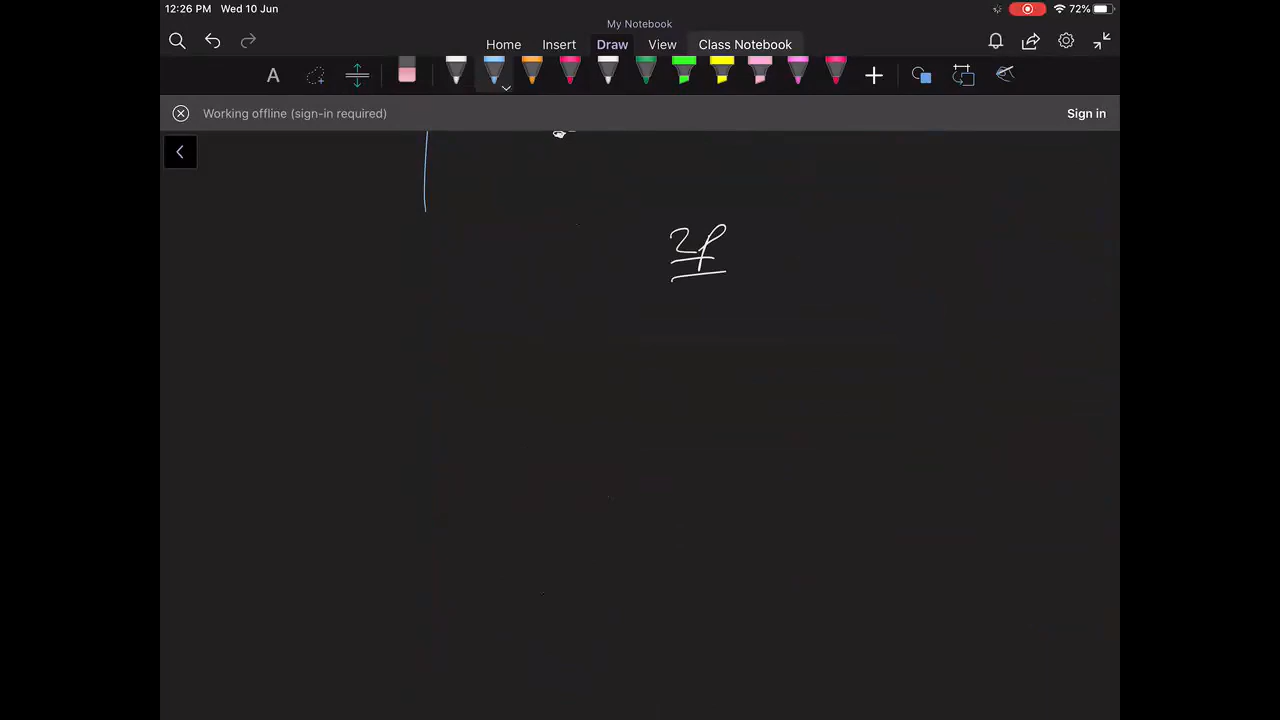 12:26 PM Wed 10 Jun 72%
My Notebook
Home Insert Draw View Class Notebook
A
Working offline (sign-in required) Sign in
2p